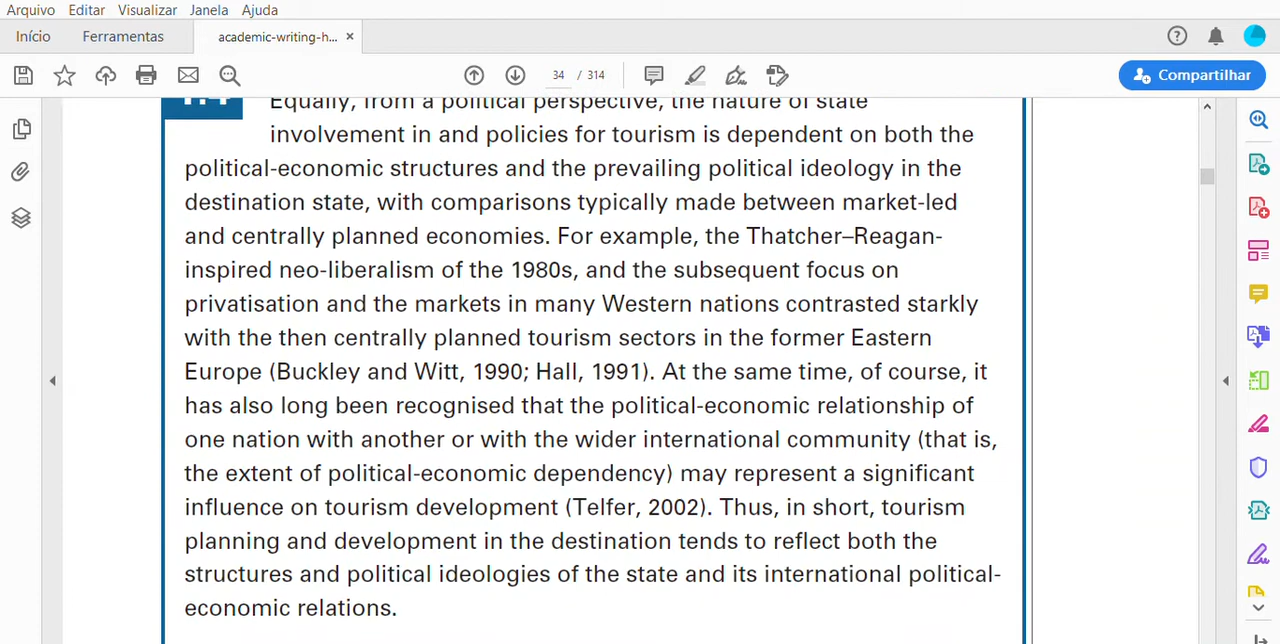 Arquivo Editar Visualizar Janela Ajuda
Início Ferramentas academic-writing-h... ×
34 / 314 Compartilhar
Equally, from a political perspective, the nature of state
involvement in and policies for tourism is dependent on both the
political-economic structures and the prevailing political ideology in the
destination state, with comparisons typically made between market-led
and centrally planned economies. For example, the Thatcher–Reagan-
inspired neo-liberalism of the 1980s, and the subsequent focus on
privatisation and the markets in many Western nations contrasted starkly
with the then centrally planned tourism sectors in the former Eastern
Europe (Buckley and Witt, 1990; Hall, 1991). At the same time, of course, it
has also long been recognised that the political-economic relationship of
one nation with another or with the wider international community (that is,
the extent of political-economic dependency) may represent a significant
influence on tourism development (Telfer, 2002). Thus, in short, tourism
planning and development in the destination tends to reflect both the
structures and political ideologies of the state and its international political-
economic relations.